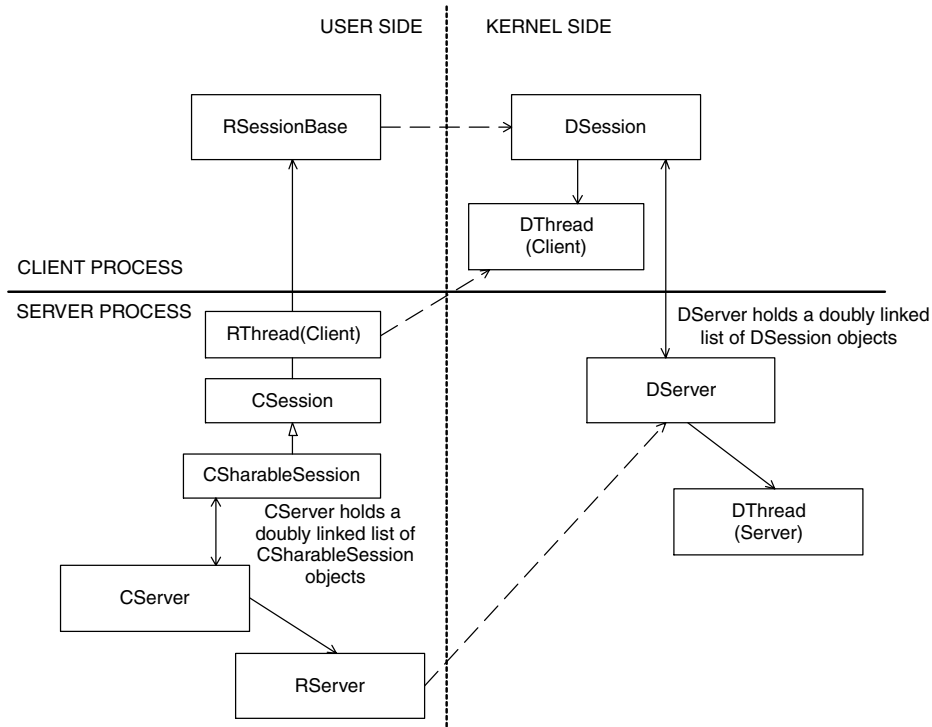 USER SIDE
KERNEL SIDE
RSessionBase
DSession
DThread
(Client)
CLIENT PROCESS
SERVER PROCESS
RThread(Client)
DServer holds a doubly linked
list of DSession objects
CSession
DServer
CSharableSession
CServer holds a
doubly linked list of
CSharableSession
objects
DThread
(Server)
CServer
RServer